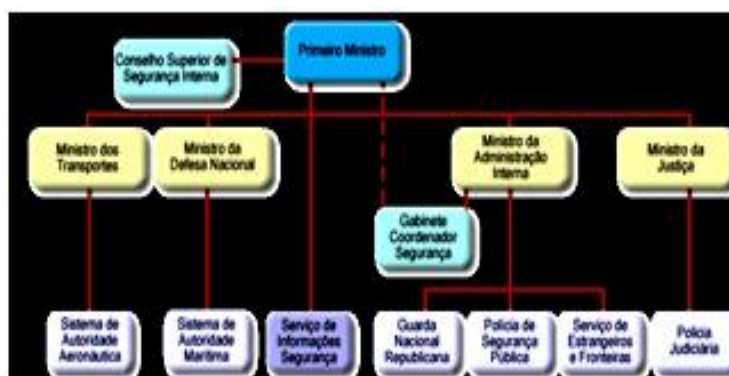 Primeiro Ministro
Conselho Superior de
Segurança Interna
Ministro dos
Transportes
Ministro da
Defesa Nacional
Ministro da
Administração
Interna
Ministro da
Justiça
Gabinete
Coordenador
Segurança
Sistema de
Autoridade
Aeronáutica
Sistema de
Autoridade
Marítima
Serviço de
Informações
Segurança
Guarda
Nacional
Republicana
Polícia de
Segurança
Pública
Serviço de
Estrangeiros
e Fronteiras
Polícia
Judiciária